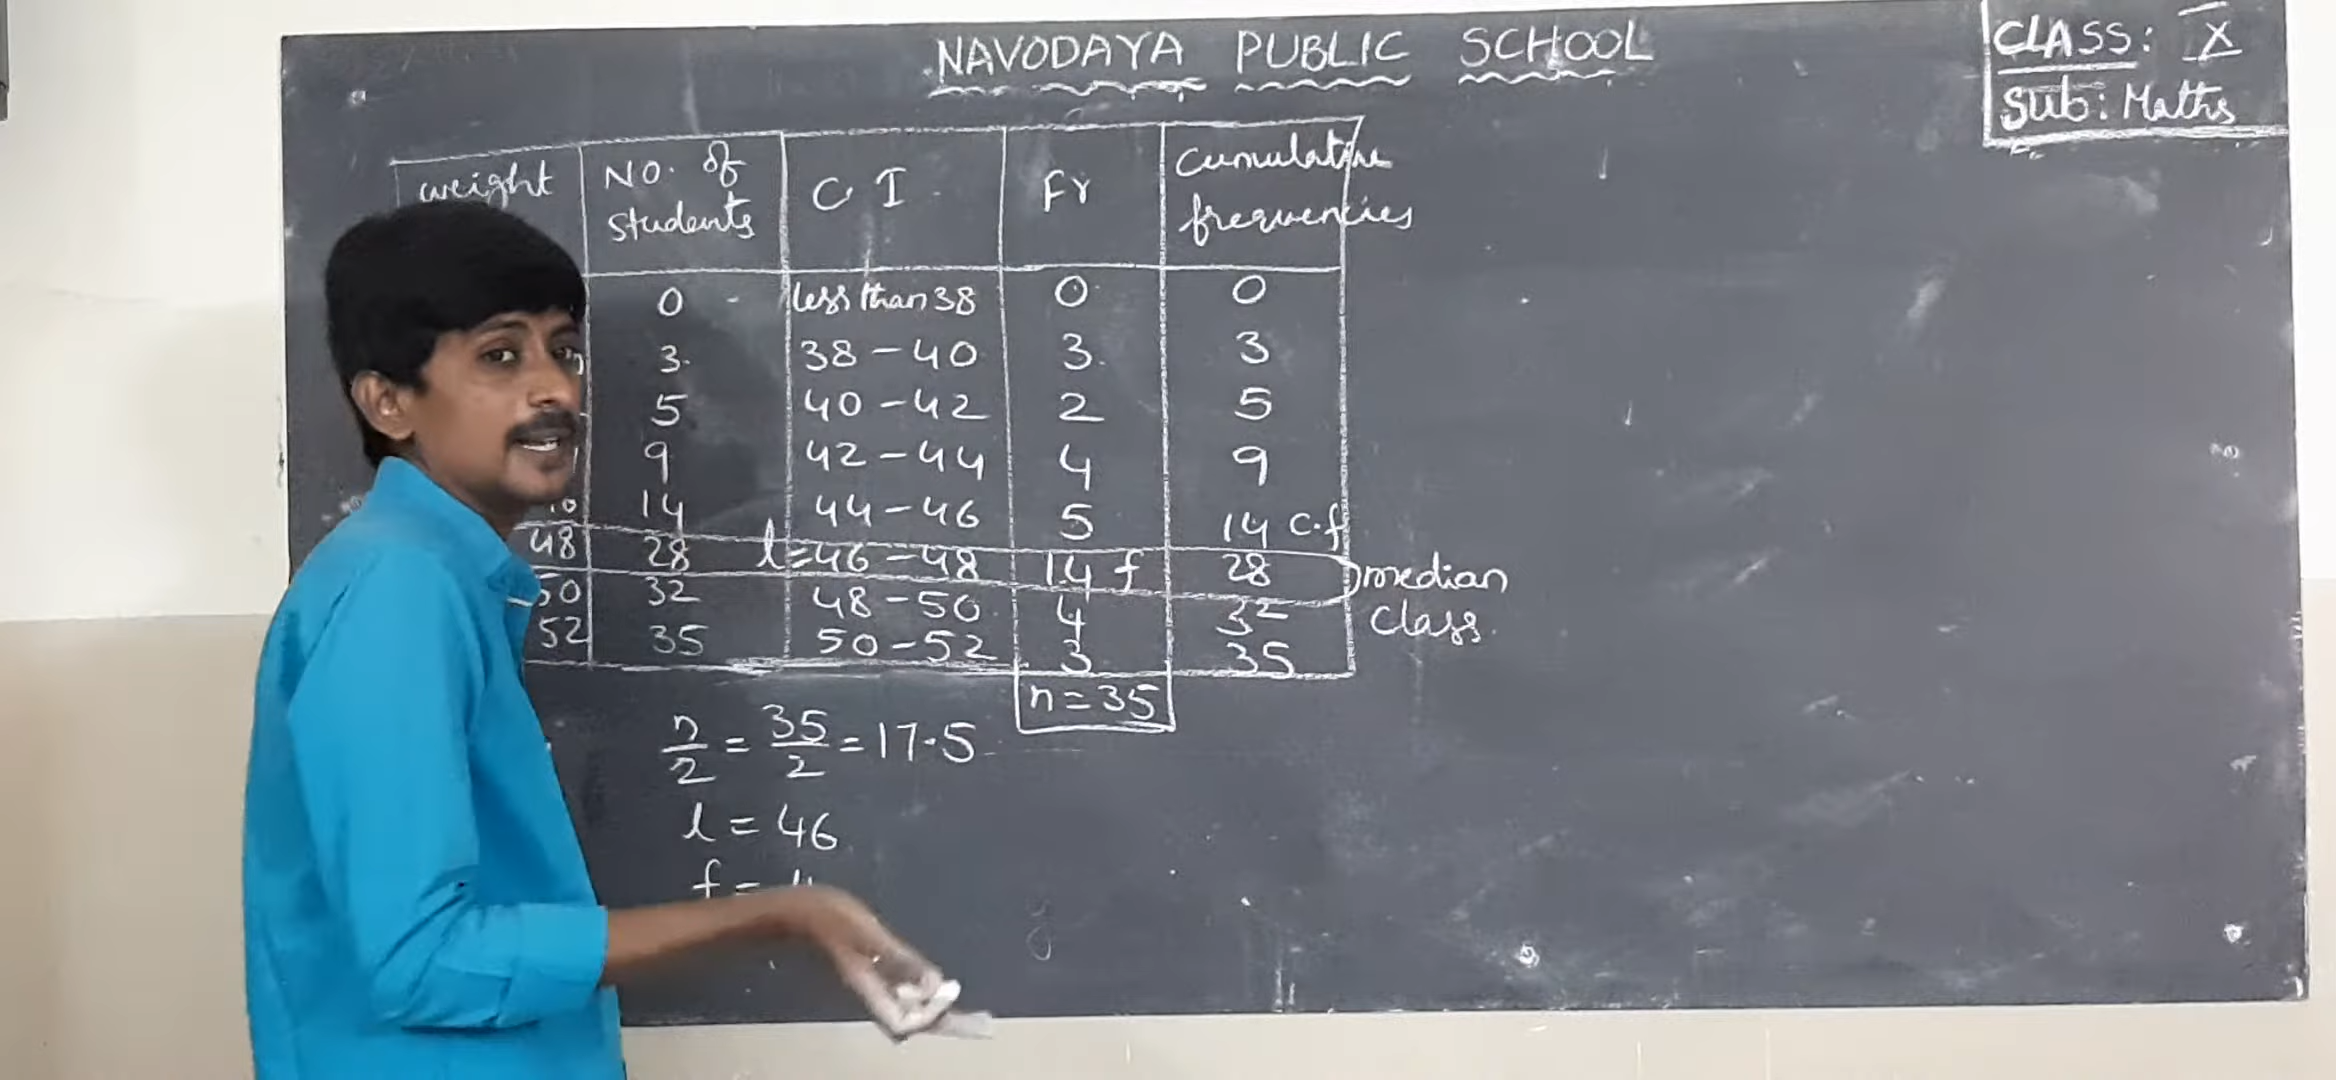 NAVODAYA PUBLIC SCHOOL
CLASS: X
Sub: Maths
weight
No. of students
C I
Fr
Cumulative frequencies
0 less than 38 0 0
3 38 - 40 3 3
5 40 - 42 2 5
9 42 - 44 4 9
14 44 - 46 5 14 c.f
48 28 l=46 - 48 14 f 28 median class
50 32 48 - 50 4 32
52 35 50 - 52 3 35
n = 35
n/2 = 35/2 = 17.5
l = 46
f =